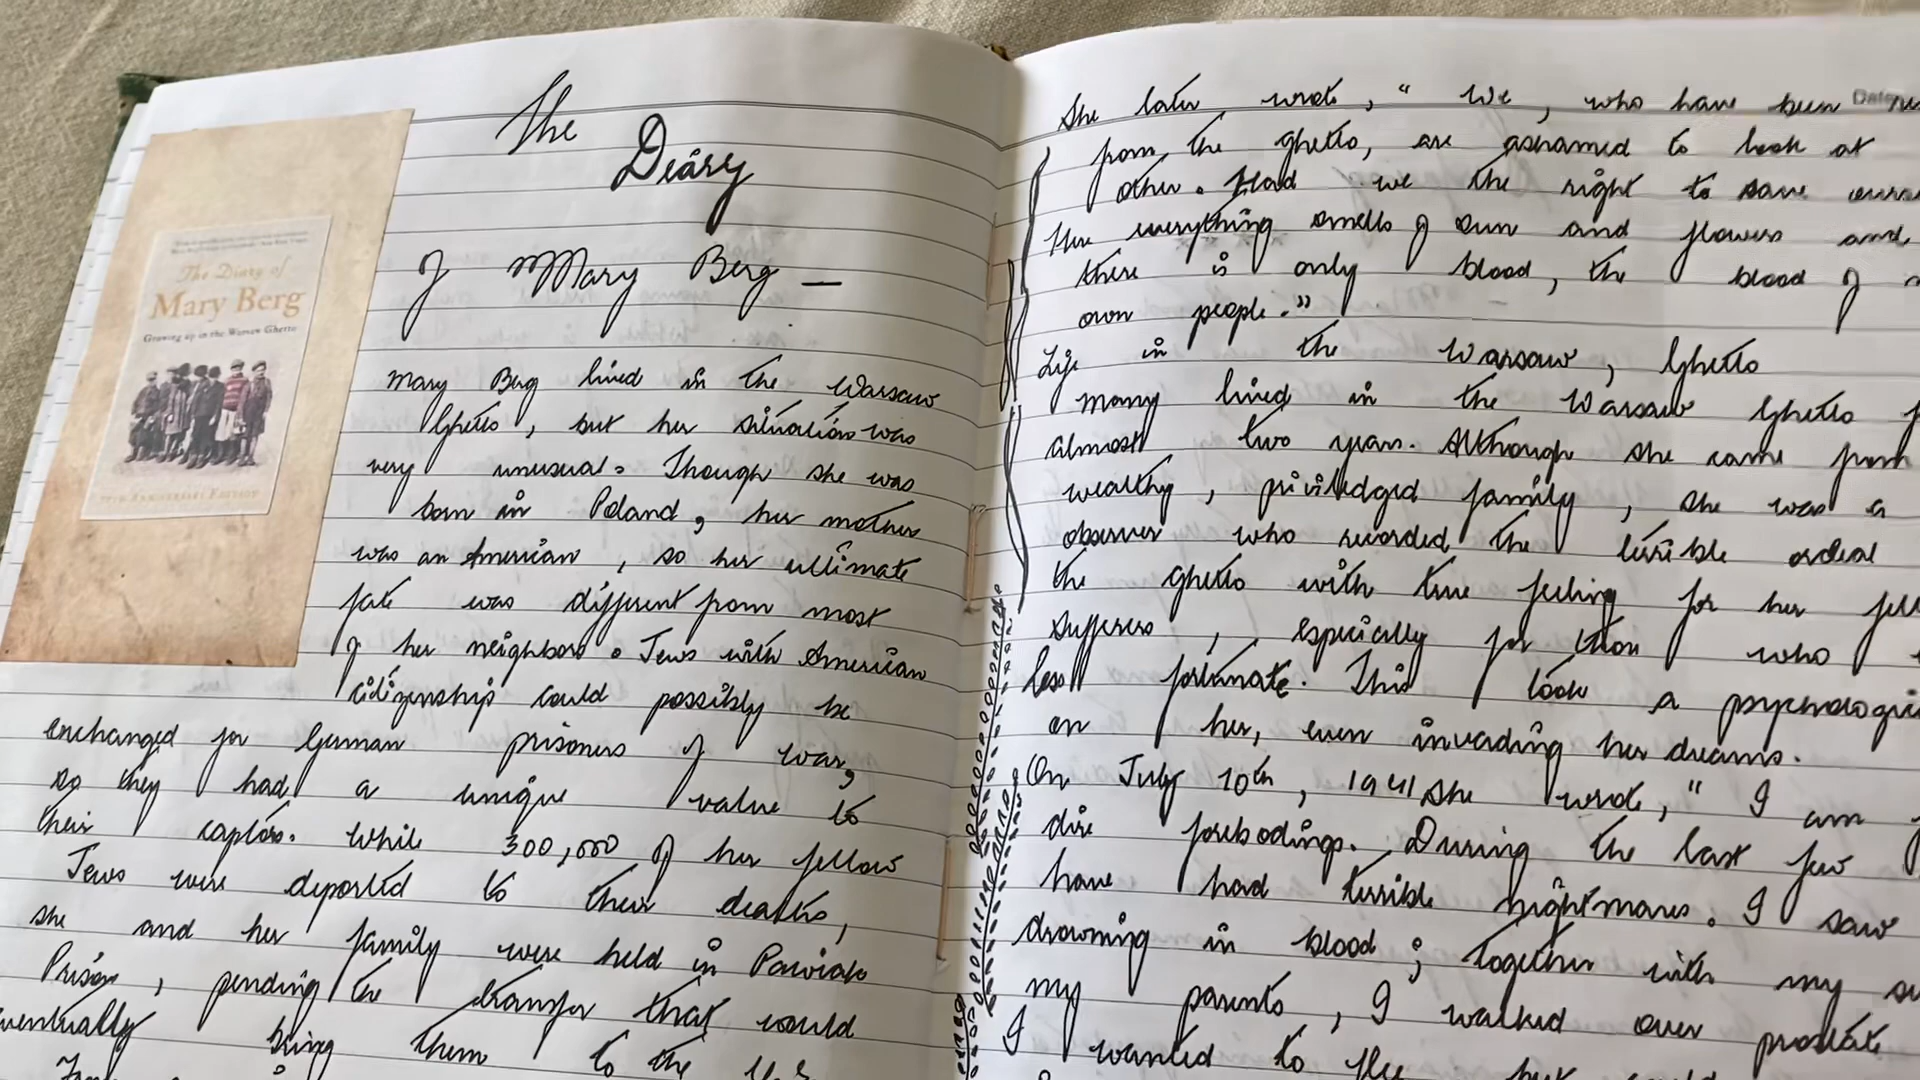 The Diary of
Mary Berg
Growing up in the Warsaw Ghetto
75TH ANNIVERSARY EDITION
The
Diary
of Mary Berg —
Mary Berg lived in the Warsaw
Ghetto, but her situation was
very unusual. Though she was
born in Poland, her mother
was an American, so her ultimate
fate was different from most
of her neighbors. Jews with American
citizenship could possibly be
exchanged for German prisoners of war,
so they had a unique value to
their captors. While 300,000 of her fellow
Jews were deported to their deaths,
she and her family were held in Pawiak
Prison, pending the transfer that would
eventually bring them to the
Date
She later wrote, " We, who have been
from the ghetto, are ashamed to look at
other. Had we the right to save
Here everything smells of sun and flowers and
there is only blood, the blood of
own people."
Life in the Warsaw, Ghetto
Mary lived in the Warsaw Ghetto
almost two years. Although she came from
wealthy, priviledged family, she was a
observer who recorded the terrible ordeal
the ghetto with true feeling for her
sufferers, especially for those who
less fortunate. This took a
on her, even invading her dreams.
On July 10th, 1941 she wrote, " I am
dire forebodings. During the last few
have had terrible nightmares. I saw
drowning in blood; together with my
my parents, I walked over prostrate
I wanted to flee but could